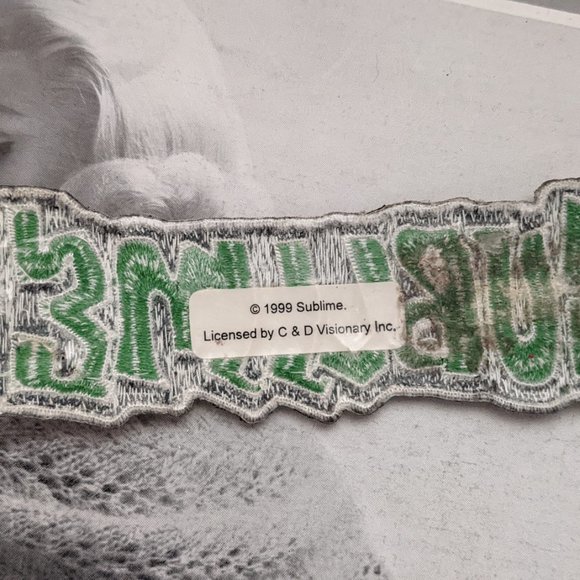 © 1999 Sublime.
Licensed by C & D Visionary Inc.